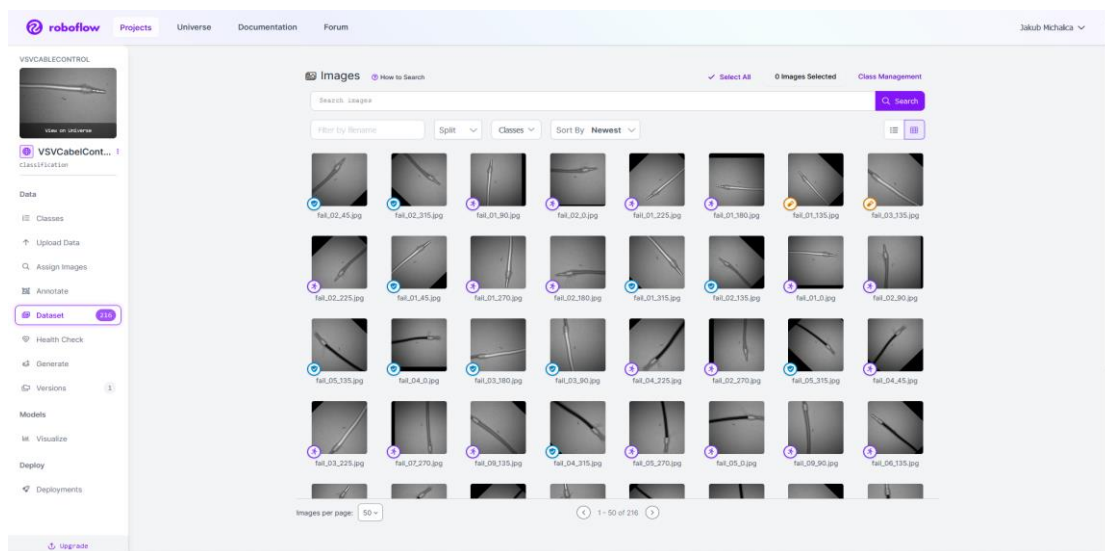 roboflow
Projects
Universe
Documentation
Forum
Jakub Michalca
VSVCABLECONTROL
View on Universe
VSVCabelCont...
Classification
Data
Classes
Upload Data
Assign Images
Annotate
Dataset 216
Health Check
Generate
Versions 1
Models
Visualize
Deploy
Deployments
Upgrade
Images How to Search
Select All 0 Images Selected Class Management
Search images Search
Filter by filename Split Classes Sort By Newest
fail_02_45.jpg fail_02_315.jpg fail_01_90.jpg fail_02_0.jpg fail_01_225.jpg fail_01_180.jpg fail_01_135.jpg fail_03_135.jpg
fail_02_225.jpg fail_01_45.jpg fail_01_270.jpg fail_02_180.jpg fail_01_315.jpg fail_02_135.jpg fail_01_0.jpg fail_02_90.jpg
fail_05_135.jpg fail_04_0.jpg fail_03_180.jpg fail_03_90.jpg fail_04_225.jpg fail_02_270.jpg fail_05_315.jpg fail_04_45.jpg
fail_03_225.jpg fail_07_270.jpg fail_09_135.jpg fail_04_315.jpg fail_05_270.jpg fail_05_0.jpg fail_09_90.jpg fail_06_135.jpg
Images per page: 50 1 - 50 of 216